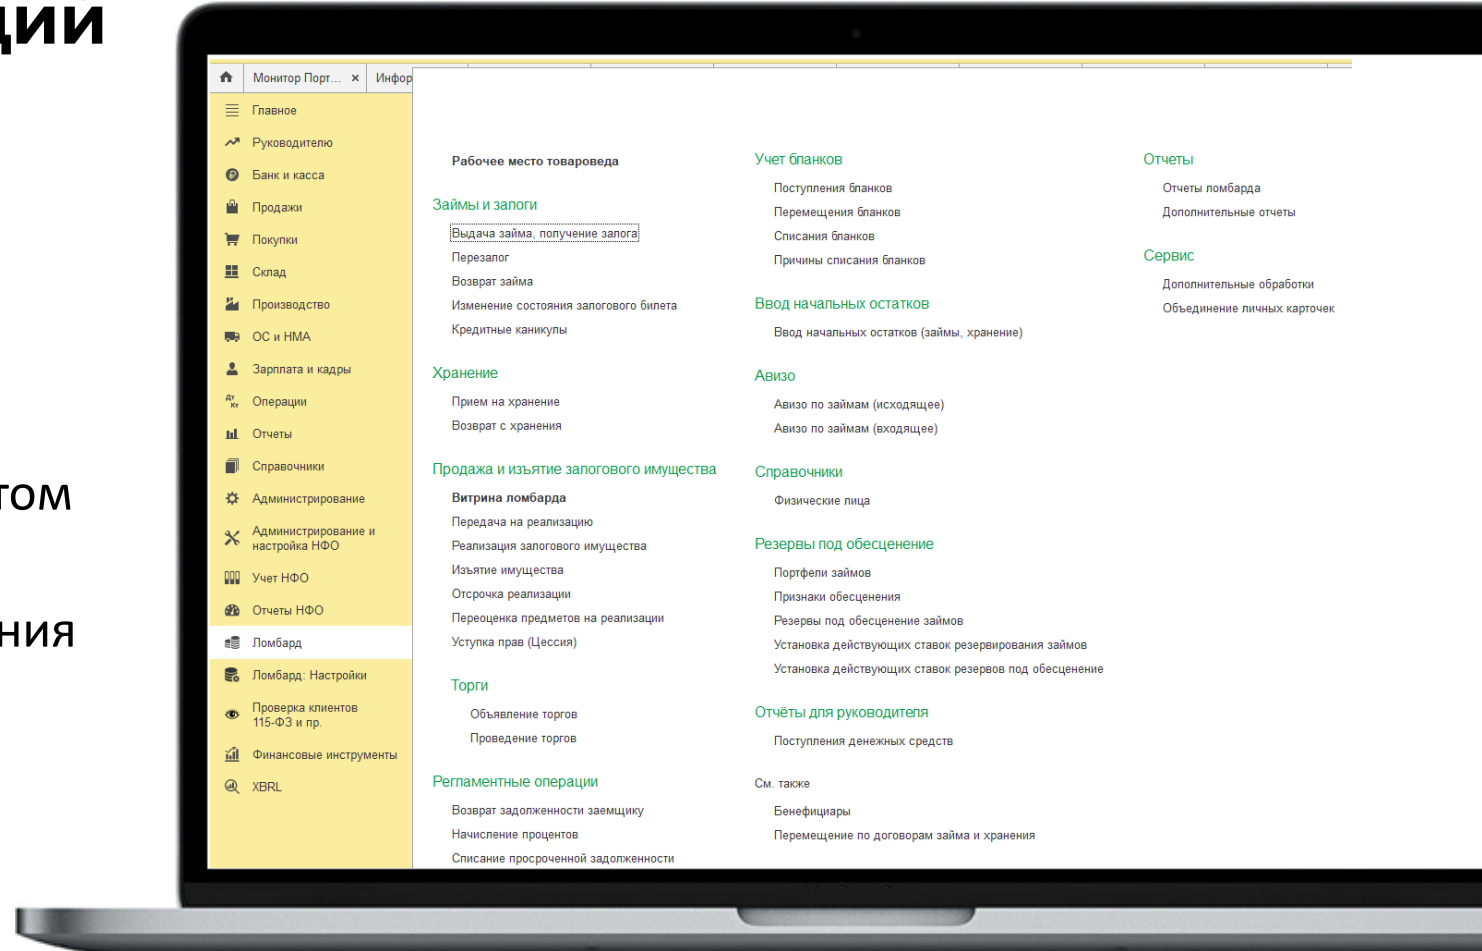 ций
том
ния
Монитор Порт... ×
Инфор
Главное
Руководителю
Банк и касса
Продажи
Покупки
Склад
Производство
ОС и НМА
Зарплата и кадры
Дт Кт Операции
Отчеты
Справочники
Администрирование
Администрирование и
настройка НФО
Учет НФО
Отчеты НФО
Ломбард
Ломбард: Настройки
Проверка клиентов
115-ФЗ и пр.
Финансовые инструменты
XBRL
Рабочее место товароведа
Займы и залоги
Выдача займа, получение залога
Перезалог
Возврат займа
Изменение состояния залогового билета
Кредитные каникулы
Хранение
Прием на хранение
Возврат с хранения
Продажа и изъятие залогового имущества
Витрина ломбарда
Передача на реализацию
Реализация залогового имущества
Изъятие имущества
Отсрочка реализации
Переоценка предметов на реализации
Уступка прав (Цессия)
Торги
Объявление торгов
Проведение торгов
Регламентные операции
Возврат задолженности заемщику
Начисление процентов
Списание просроченной задолженности
Учет бланков
Поступления бланков
Перемещения бланков
Списания бланков
Причины списания бланков
Ввод начальных остатков
Ввод начальных остатков (займы, хранение)
Авизо
Авизо по займам (исходящее)
Авизо по займам (входящее)
Справочники
Физические лица
Резервы под обесценение
Портфели займов
Признаки обесценения
Резервы под обесценение займов
Установка действующих ставок резервирования займов
Установка действующих ставок резервов под обесценение
Отчёты для руководителя
Поступления денежных средств
См. также
Бенефициары
Перемещение по договорам займа и хранения
Отчеты
Отчеты ломбарда
Дополнительные отчеты
Сервис
Дополнительные обработки
Объединение личных карточек